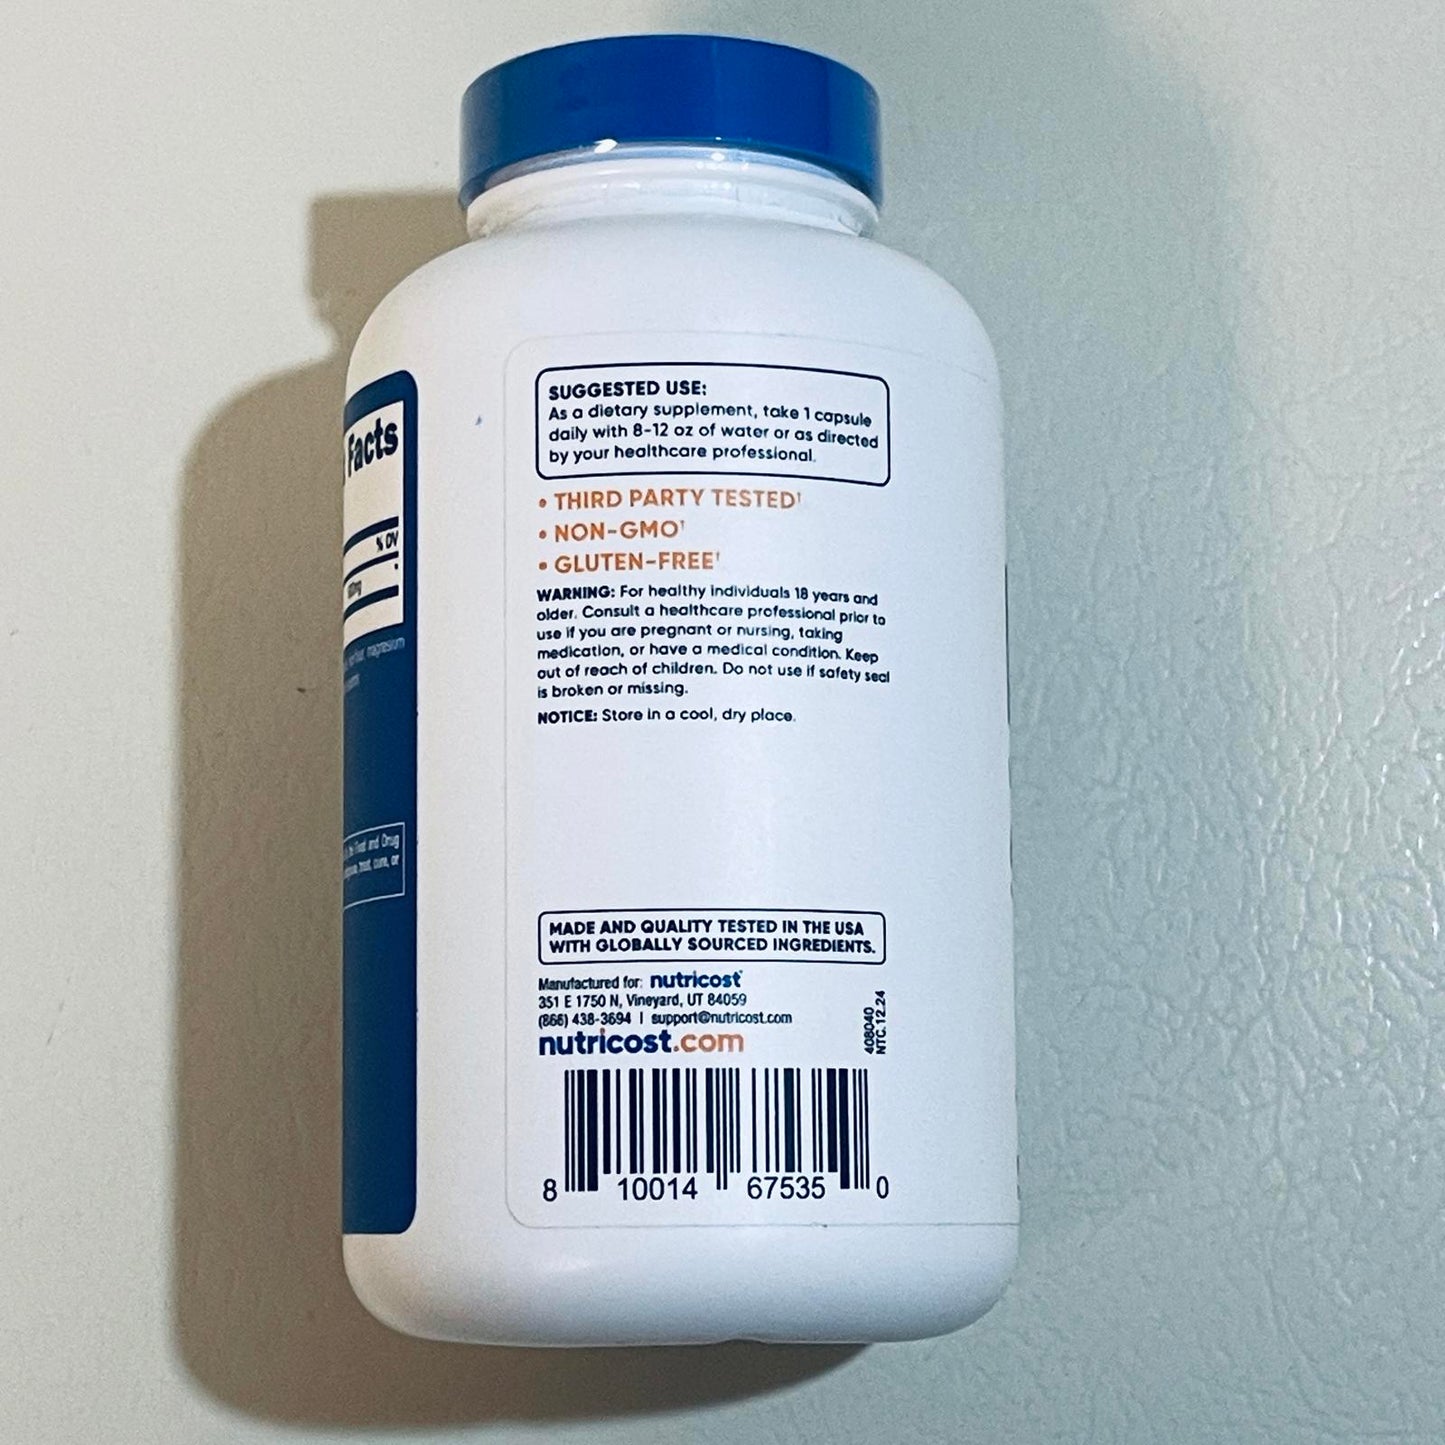 Facts
% DV
*
magnesium
and Drug
cure, or
SUGGESTED USE:
As a dietary supplement, take 1 capsule
daily with 8-12 oz of water or as directed
by your healthcare professional.
• THIRD PARTY TESTED†
• NON-GMO†
• GLUTEN-FREE†
WARNING: For healthy individuals 18 years and
older. Consult a healthcare professional prior to
use if you are pregnant or nursing, taking
medication, or have a medical condition. Keep
out of reach of children. Do not use if safety seal
is broken or missing.
NOTICE: Store in a cool, dry place.
MADE AND QUALITY TESTED IN THE USA
WITH GLOBALLY SOURCED INGREDIENTS.
Manufactured for: nutricost
351 E 1750 N, Vineyard, UT 84059
(866) 438-3694 | support@nutricost.com
nutricost.com
408040
NTC.12.24
8 10014 67535 0